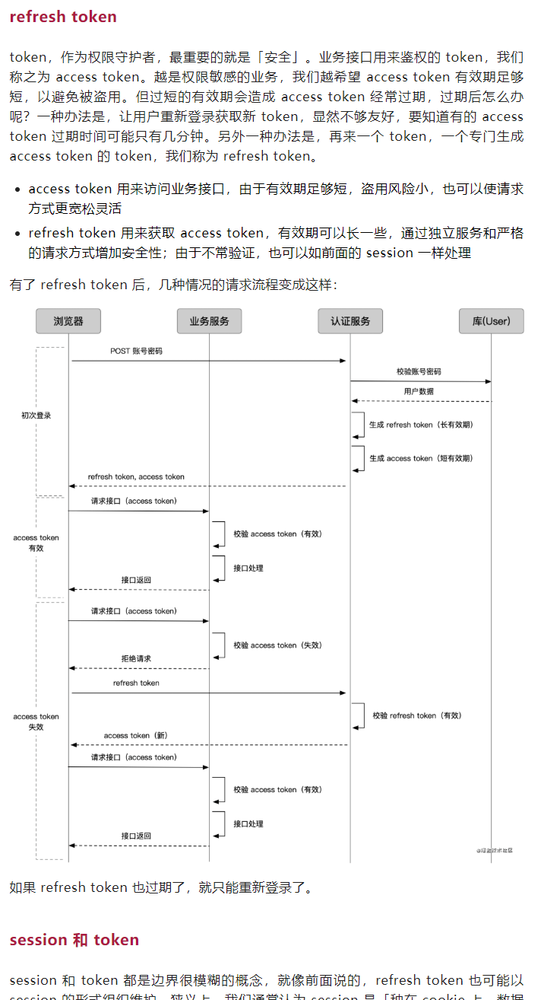 refresh token
token，作为权限守护者，最重要的就是「安全」。业务接口用来鉴权的 token，我们
称之为 access token。越是权限敏感的业务，我们越希望 access token 有效期足够
短，以避免被盗用。但过短的有效期会造成 access token 经常过期，过期后怎么办
呢？一种办法是，让用户重新登录获取新 token，显然不够友好，要知道有的 access
token 过期时间可能只有几分钟。另外一种办法是，再来一个 token，一个专门生成
access token 的 token，我们称为 refresh token。
access token 用来访问业务接口，由于有效期足够短，盗用风险小，也可以使请求
方式更宽松灵活
refresh token 用来获取 access token，有效期可以长一些，通过独立服务和严格
的请求方式增加安全性；由于不常验证，也可以如前面的 session 一样处理
有了 refresh token 后，几种情况的请求流程变成这样：
浏览器
业务服务
认证服务
库(User)
POST 账号密码
校验账号密码
用户数据
初次登录
生成 refresh token（长有效期）
生成 access token（短有效期）
refresh token, access token
请求接口（access token）
access token
有效
校验 access token（有效）
接口处理
接口返回
请求接口（access token）
校验 access token（失效）
拒绝请求
refresh token
access token
失效
校验 refresh token（有效）
access token（新）
请求接口（access token）
校验 access token（有效）
接口处理
接口返回
@掘金技术社区
如果 refresh token 也过期了，就只能重新登录了。
session 和 token
session 和 token 都是边界很模糊的概念，就像前面说的，refresh token 也可能以
session 的形式组织维护。狭义上，我们通常认为 session 是「种在 cookie 上、数据